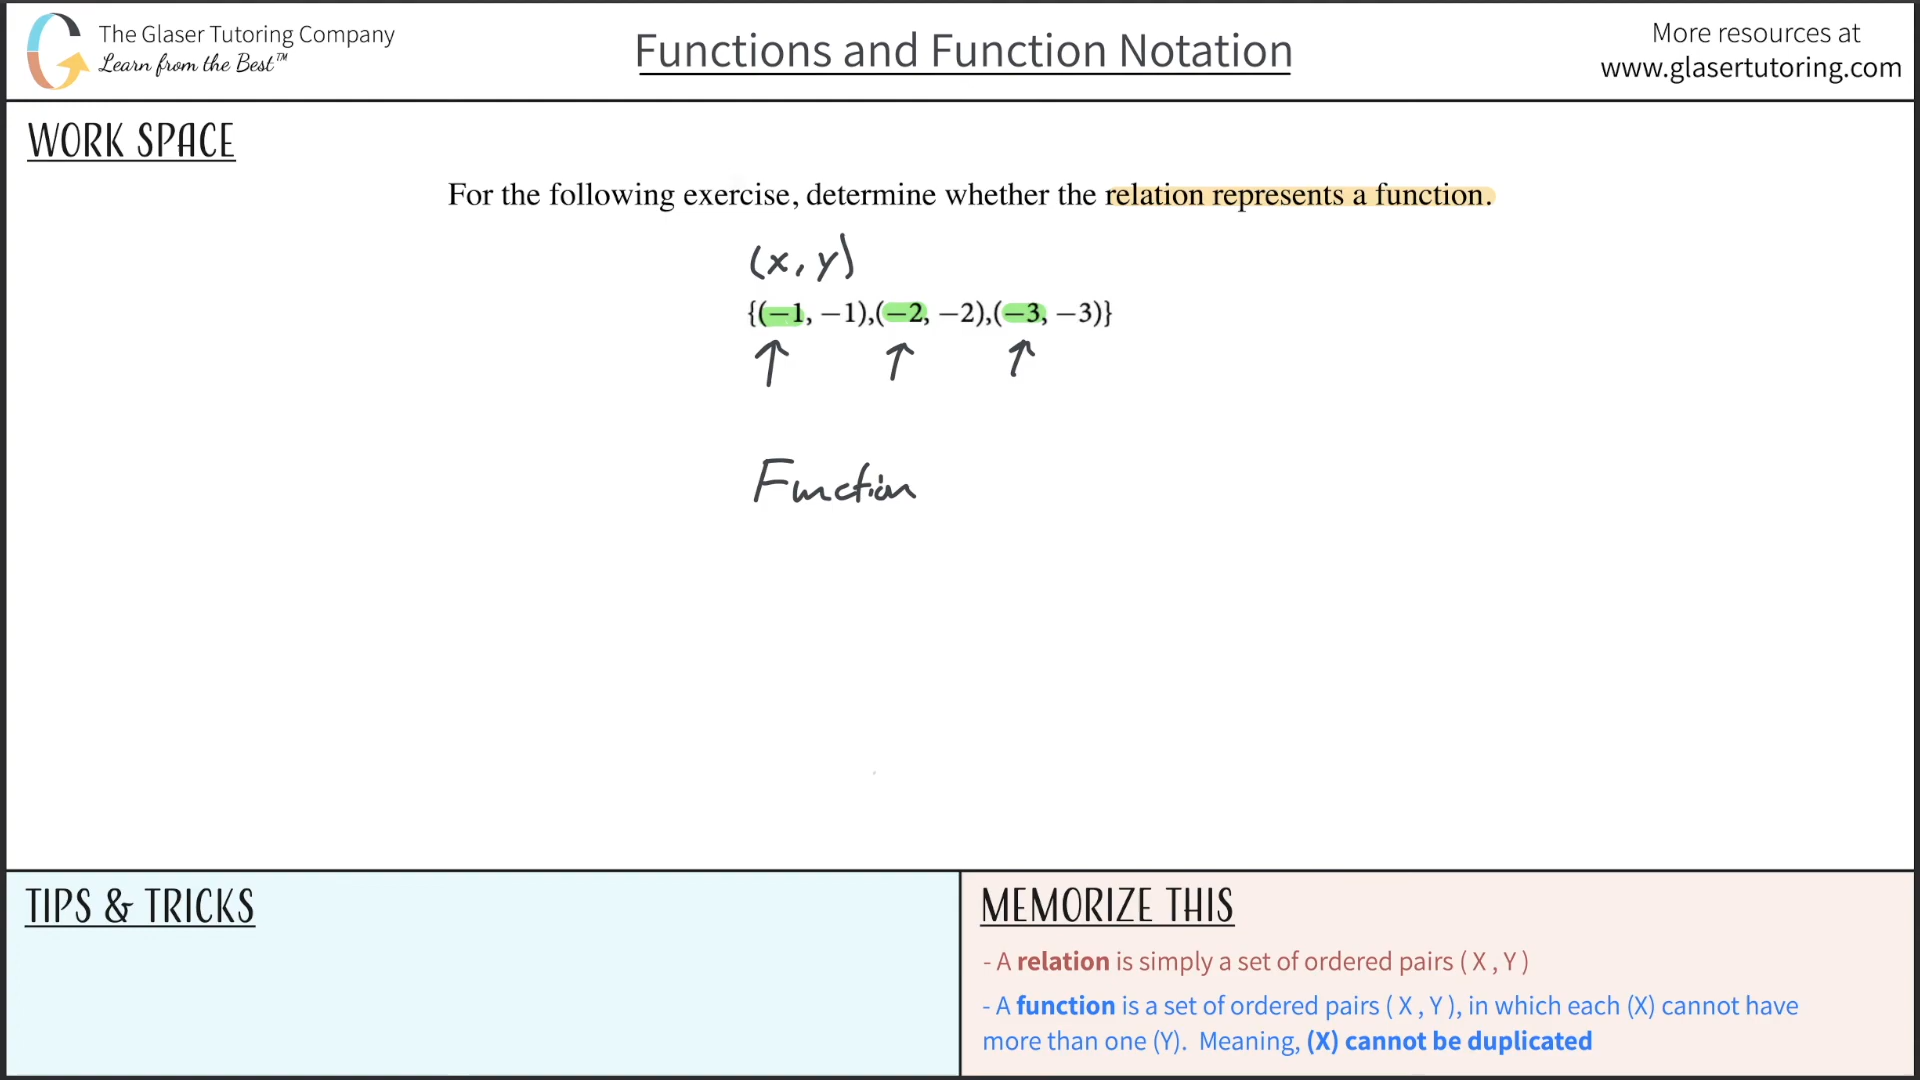 The Glaser Tutoring Company
Learn from the Best™
Functions and Function Notation
More resources at
www.glasertutoring.com
WORK SPACE
For the following exercise, determine whether the relation represents a function.
(x, y)
{(−1, −1),(−2, −2),(−3, −3)}
Function
TIPS & TRICKS
MEMORIZE THIS
- A relation is simply a set of ordered pairs ( X , Y )
- A function is a set of ordered pairs ( X , Y ), in which each (X) cannot have
more than one (Y). Meaning, (X) cannot be duplicated